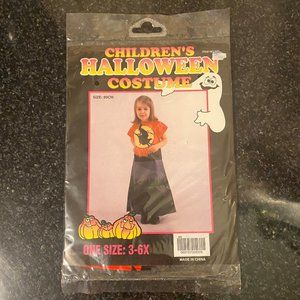 CHILDREN'S
HALLOWEEN
COSTUME
ONE SIZE: 3-6X
MADE IN CHINA